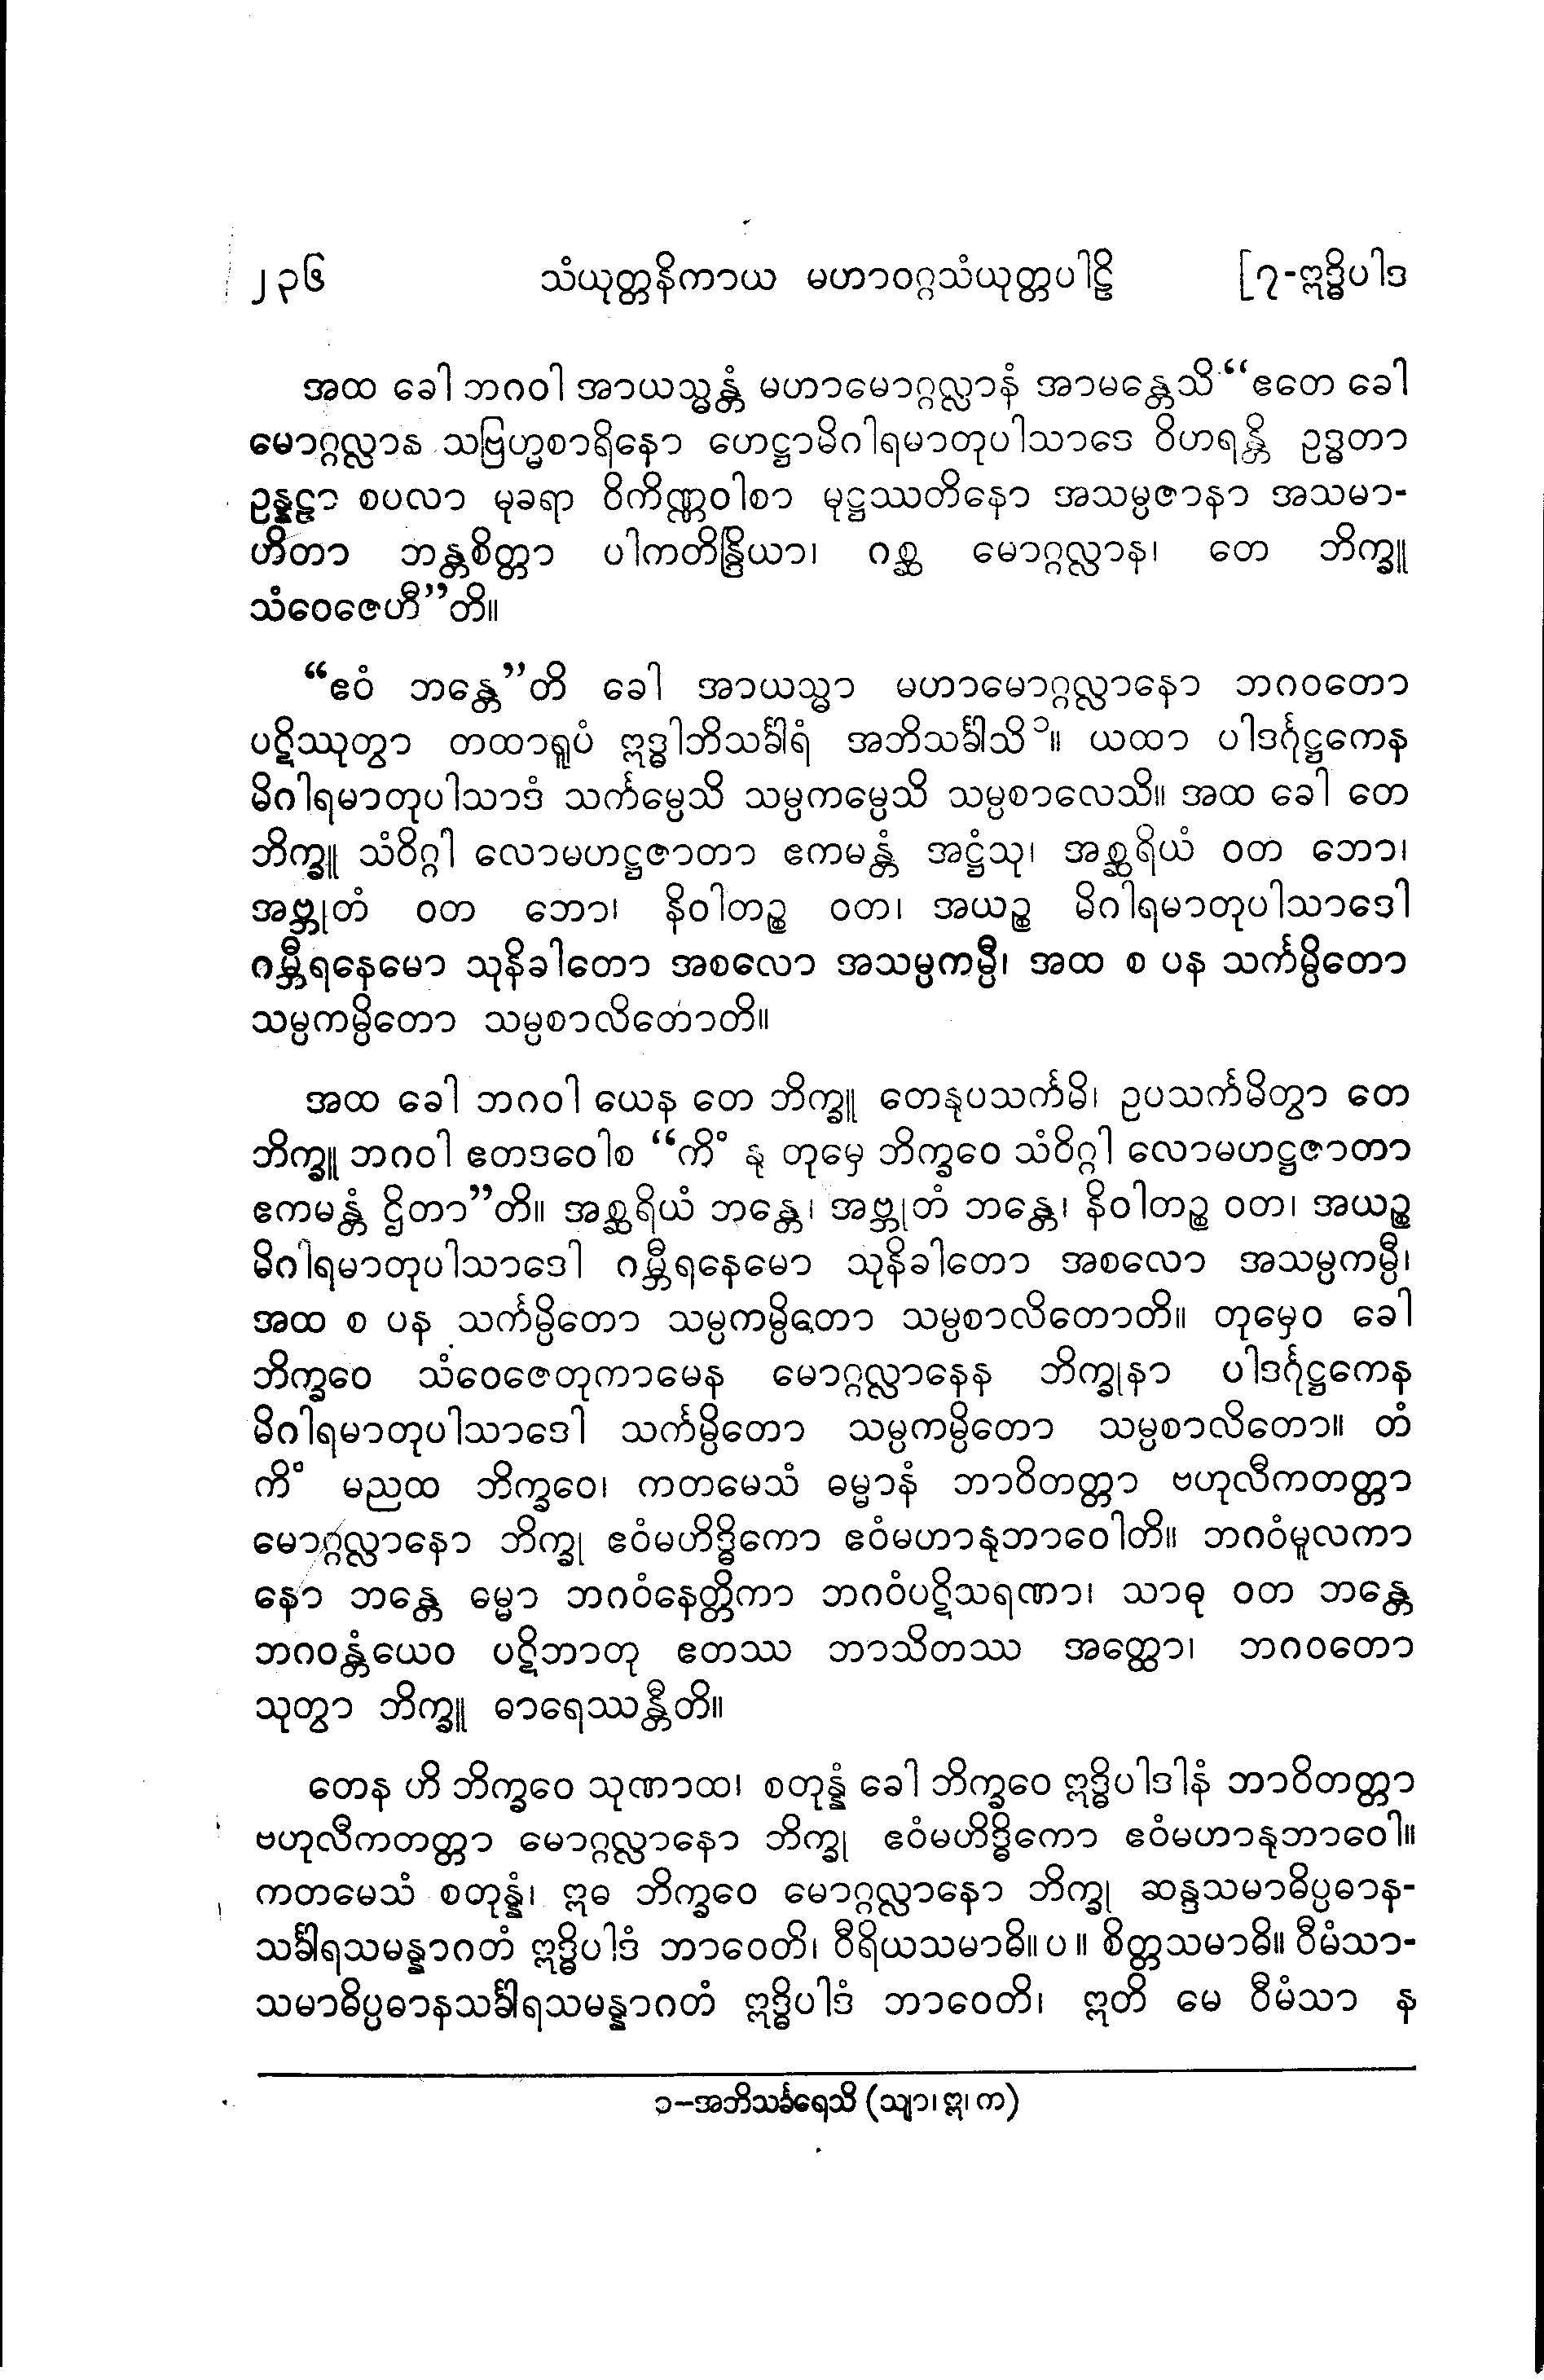 ၂၃၆ သံယုတ္တနိကာယ မဟာဝဂ္ဂသံယုတ္တပါဠိ [၇-ဣဒ္ဓိပါဒ
အထ ခေါ ဘဂဝါ အာယသ္မန္တံ မဟာမောဂ္ဂလ္လာနံ အာမန္တေသိ “ဧတေ ခေါ
မောဂ္ဂလ္လာန သဗြဟ္မစာရိနော ဟေဋ္ဌာမိဂါရမာတုပါသာဒေ ဝိဟရန္တိ ဥဒ္ဓတာ
ဥန္နဠာ စပလာ မုခရာ ဝိကိဏ္ဏဝါစာ မုဋ္ဌဿတိနော အသမ္ပဇာနာ အသမာ-
ဟိတာ ဘန္တစိတ္တာ ပါကတိန္ဒြိယာ၊ ဂစ္ဆ မောဂ္ဂလ္လာန၊ တေ ဘိက္ခူ
သံဝေဇေဟီ”တိ။
“ဧဝံ ဘန္တေ”တိ ခေါ အာယသ္မာ မဟာမောဂ္ဂလ္လာနော ဘဂဝတော
ပဋိဿုတွာ တထာရူပံ ဣဒ္ဓါဘိသင်္ခါရံ အဘိသင်္ခါသိ၁။ ယထာ ပါဒင်္ဂုဋ္ဌကေန
မိဂါရမာတုပါသာဒံ သင်္ကမ္ပေသိ သမ္ပကမ္ပေသိ သမ္ပစာလေသိ။ အထ ခေါ တေ
ဘိက္ခူ သံဝိဂ္ဂါ လောမဟဋ္ဌဇာတာ ဧကမန္တံ အဋ္ဌံသု၊ အစ္ဆရိယံ ဝတ ဘော၊
အဗ္ဘုတံ ဝတ ဘော၊ နိဝါတဉ္စ ဝတ၊ အယဉ္စ မိဂါရမာတုပါသာဒေါ
ဂမ္ဘီရနေမော သုနိခါတော အစလော အသမ္ပကမ္ပီ၊ အထ စ ပန သင်္ကမ္ပိတော
သမ္ပကမ္ပိတော သမ္ပစာလိတောတိ။
အထ ခေါ ဘဂဝါ ယေန တေ ဘိက္ခူ တေနုပသင်္ကမိ၊ ဥပသင်္ကမိတွာ တေ
ဘိက္ခူ ဘဂဝါ ဧတဒဝေါစ “ကိံ နု တုမှေ ဘိက္ခဝေ သံဝိဂ္ဂါ လောမဟဋ္ဌဇာတာ
ဧကမန္တံ ဌိတာ”တိ။ အစ္ဆရိယံ ဘန္တေ၊ အဗ္ဘုတံ ဘန္တေ၊ နိဝါတဉ္စ ဝတ၊ အယဉ္စ
မိဂါရမာတုပါသာဒေါ ဂမ္ဘီရနေမော သုနိခါတော အစလော အသမ္ပကမ္ပီ၊
အထ စ ပန သင်္ကမ္ပိတော သမ္ပကမ္ပိတော သမ္ပစာလိတောတိ။ တုမှေဝ ခေါ
ဘိက္ခဝေ သံဝေဇေတုကာမေန မောဂ္ဂလ္လာနေန ဘိက္ခုနာ ပါဒင်္ဂုဋ္ဌကေန
မိဂါရမာတုပါသာဒေါ သင်္ကမ္ပိတော သမ္ပကမ္ပိတော သမ္ပစာလိတော။ တံ
ကိံ မညထ ဘိက္ခဝေ၊ ကတမေသံ ဓမ္မာနံ ဘာဝိတတ္တာ ဗဟုလီကတတ္တာ
မောဂ္ဂလ္လာနော ဘိက္ခု ဧဝံမဟိဒ္ဓိကော ဧဝံမဟာနုဘာဝေါတိ။ ဘဂဝံမူလကာ
နော ဘန္တေ ဓမ္မာ ဘဂဝံနေတ္တိကာ ဘဂဝံပဋိသရဏာ၊ သာဓု ဝတ ဘန္တေ
ဘဂဝန္တံယေဝ ပဋိဘာတု ဧတဿ ဘာသိတဿ အတ္ထော၊ ဘဂဝတော
သုတွာ ဘိက္ခူ ဓာရေဿန္တီတိ။
တေန ဟိ ဘိက္ခဝေ သုဏာထ၊ စတုန္နံ ခေါ ဘိက္ခဝေ ဣဒ္ဓိပါဒါနံ ဘာဝိတတ္တာ
ဗဟုလီကတတ္တာ မောဂ္ဂလ္လာနော ဘိက္ခု ဧဝံမဟိဒ္ဓိကော ဧဝံမဟာနုဘာဝေါ။
ကတမေသံ စတုန္နံ၊ ဣဓ ဘိက္ခဝေ မောဂ္ဂလ္လာနော ဘိက္ခု ဆန္ဒသမာဓိပ္ပဓာန-
သင်္ခါရသမန္နာဂတံ ဣဒ္ဓိပါဒံ ဘာဝေတိ၊ ဝီရိယသမာဓိ။ ပ ။ စိတ္တသမာဓိ။ ဝီမံသာ-
သမာဓိပ္ပဓာနသင်္ခါရသမန္နာဂတံ ဣဒ္ဓိပါဒံ ဘာဝေတိ၊ ဣတိ မေ ဝီမံသာ န
၁–အဘိသင်္ခရေသိ (သျာ၊ ဣ၊ က)